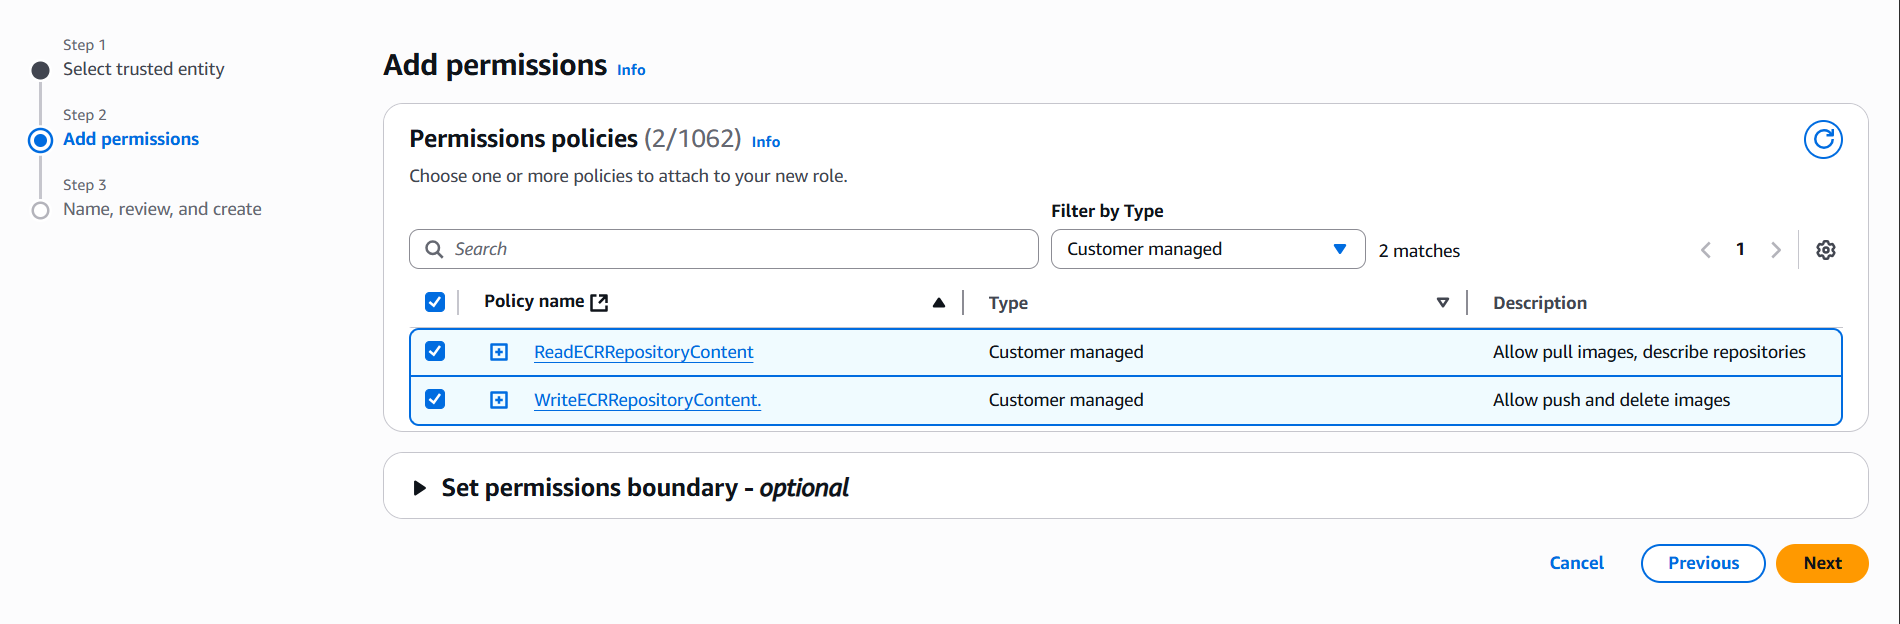 Step 1
Select trusted entity
Step 2
Add permissions
Step 3
Name, review, and create
Add permissions Info
Permissions policies (2/1062) Info
Choose one or more policies to attach to your new role.
Filter by Type
Search
Customer managed
2 matches
1
Policy name Type Description
ReadECRRepositoryContent Customer managed Allow pull images, describe repositories
WriteECRRepositoryContent. Customer managed Allow push and delete images
Set permissions boundary - optional
Cancel Previous Next